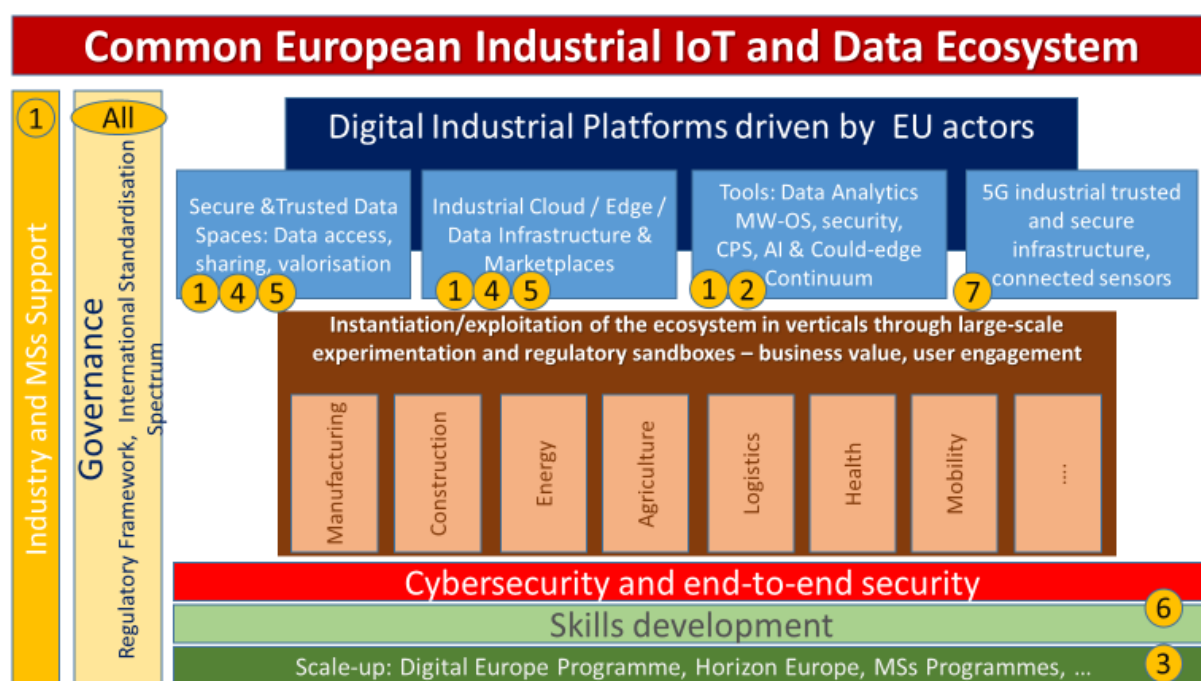 Common European Industrial IoT and Data Ecosystem
1
Industry and MSs Support
All
Governance
Regulatory Framework, International Standardisation
Spectrum
Digital Industrial Platforms driven by EU actors
Secure &Trusted Data
Spaces: Data access,
sharing, valorisation
1 4 5
Industrial Cloud / Edge /
Data Infrastructure &
Marketplaces
1 4 5
Tools: Data Analytics
MW-OS, security,
CPS, AI & Could-edge
Continuum
1 2
5G industrial trusted
and secure
infrastructure,
connected sensors
7
Instantiation/exploitation of the ecosystem in verticals through large-scale
experimentation and regulatory sandboxes – business value, user engagement
Manufacturing
Construction
Energy
Agriculture
Logistics
Health
Mobility
....
Cybersecurity and end-to-end security
6
Skills development
Scale-up: Digital Europe Programme, Horizon Europe, MSs Programmes, ...
3